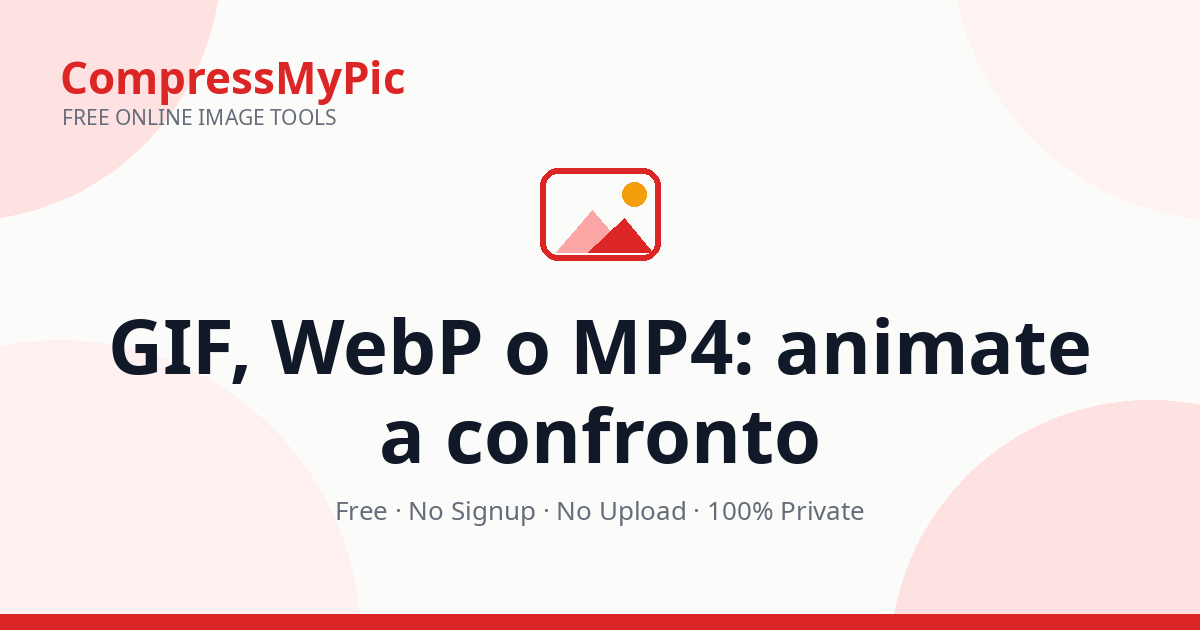 CompressMyPic
FREE ONLINE IMAGE TOOLS
GIF, WebP o MP4: animate
a confronto
Free · No Signup · No Upload · 100% Private